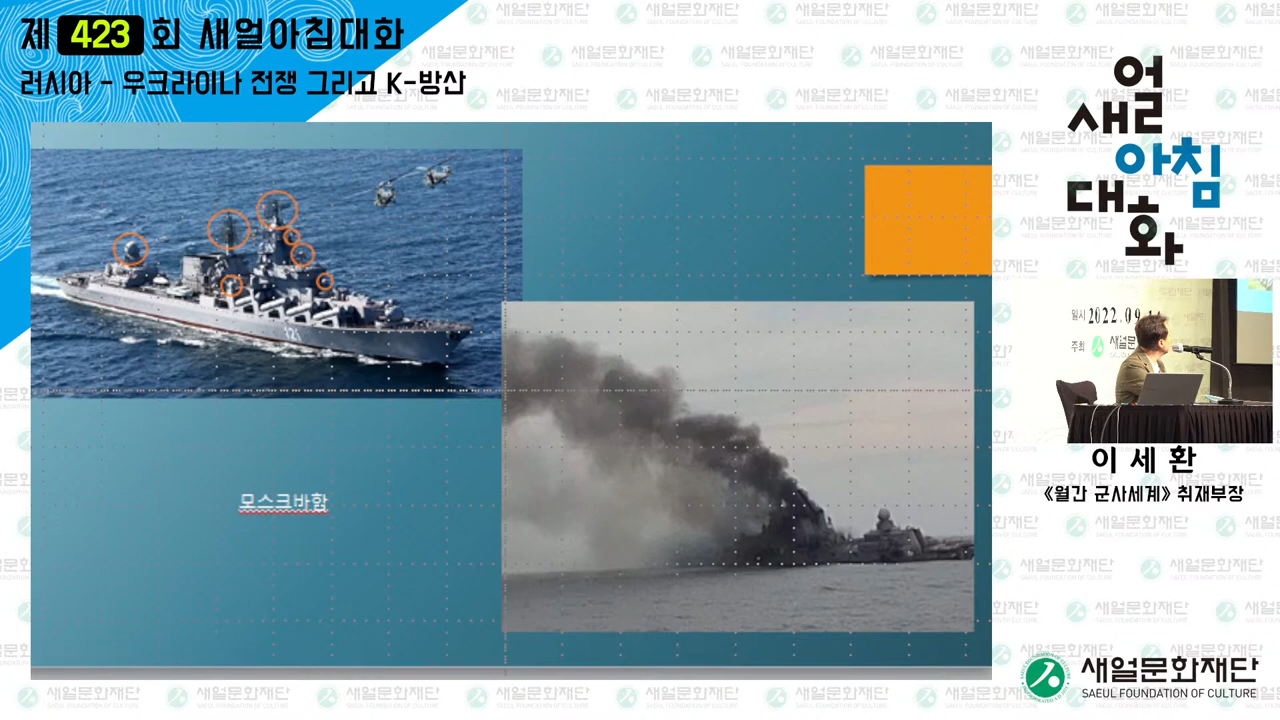 제 423 회 새얼아침대화
러시아 - 우크라이나 전쟁 그리고 K-방산
얼
새
아침
대화
121
모스크바함
일시 2022.09.14
주최 새얼문
이세환
《월간 군사세계》 취재부장
새얼문화재단
SAEUL FOUNDATION OF CULTURE